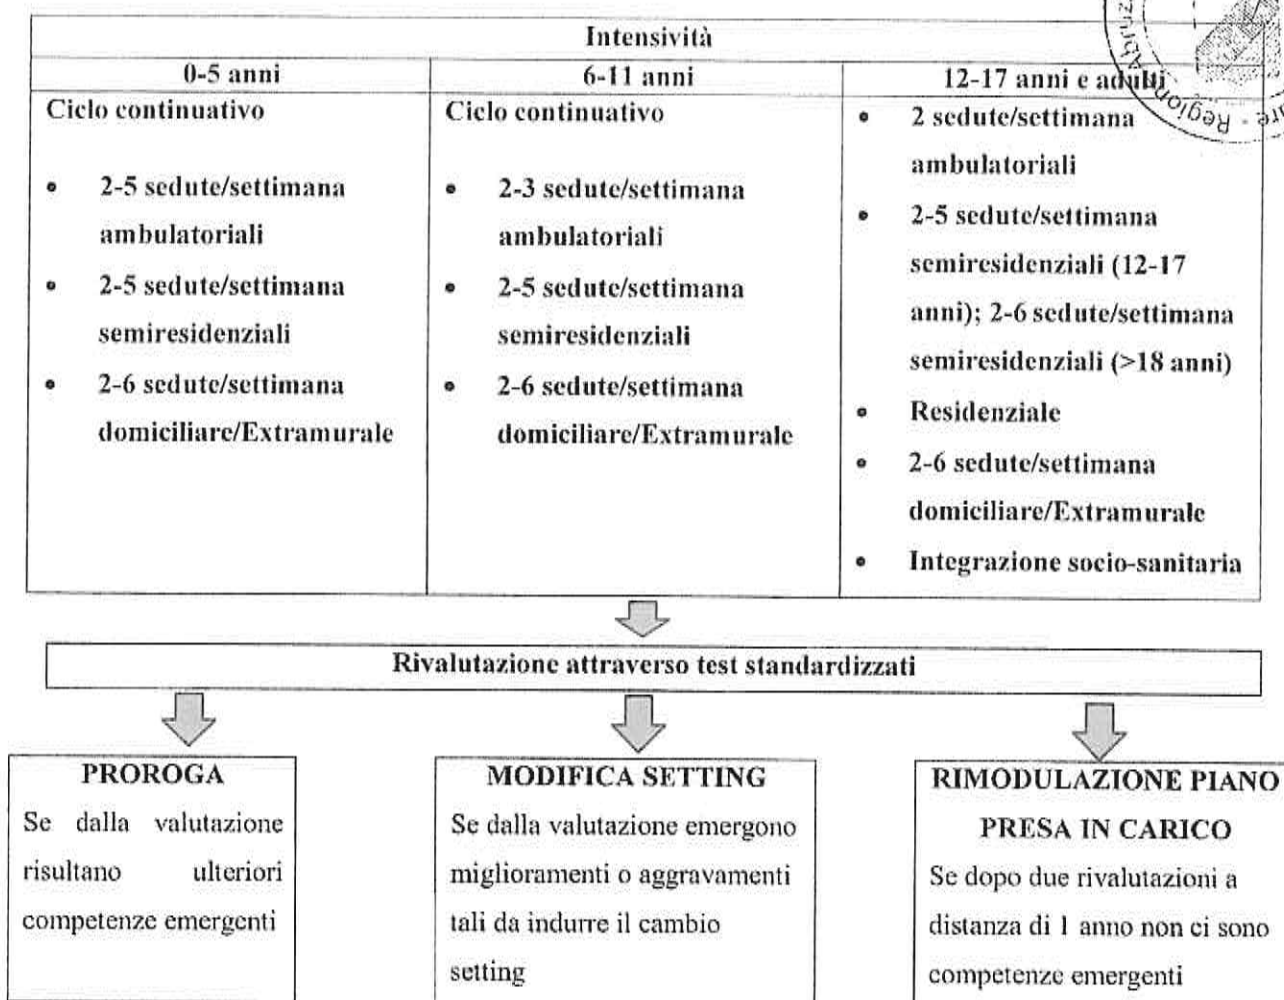 Intensività
0-5 anni
6-11 anni
12-17 anni e adulti
Ciclo continuativo
• 2-5 sedute/settimana
ambulatoriali
• 2-5 sedute/settimana
semiresidenziali
• 2-6 sedute/settimana
domiciliare/Extramurale
Ciclo continuativo
• 2-3 sedute/settimana
ambulatoriali
• 2-5 sedute/settimana
semiresidenziali
• 2-6 sedute/settimana
domiciliare/Extramurale
• 2 sedute/settimana
ambulatoriali
• 2-5 sedute/settimana
semiresidenziali (12-17
anni); 2-6 sedute/settimana
semiresidenziali (>18 anni)
• Residenziale
• 2-6 sedute/settimana
domiciliare/Extramurale
• Integrazione socio-sanitaria
Rivalutazione attraverso test standardizzati
PROROGA
Se dalla valutazione
risultano ulteriori
competenze emergenti
MODIFICA SETTING
Se dalla valutazione emergono
miglioramenti o aggravamenti
tali da indurre il cambio
setting
RIMODULAZIONE PIANO
PRESA IN CARICO
Se dopo due rivalutazioni a
distanza di 1 anno non ci sono
competenze emergenti